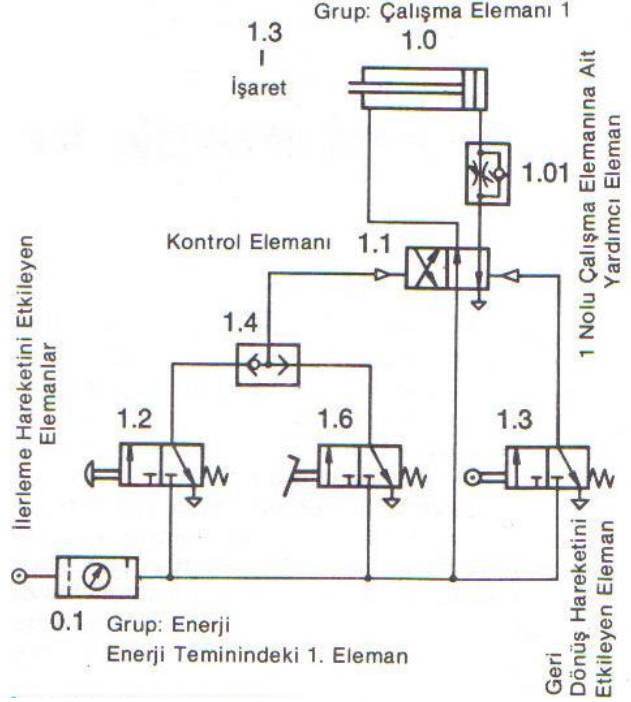 Grup: Çalışma Elemanı 1
1.3
İşaret
1.0
1.01
1 Nolu Çalışma Elemanına Ait
Yardımcı Eleman
Kontrol Elemanı
1.1
1.4
İlerleme Hareketini Etkileyen
Elemanlar
1.2
1.6
1.3
0.1
Grup: Enerji
Enerji Teminindeki 1. Eleman
Geri
Dönüş Hareketini
Etkileyen Eleman